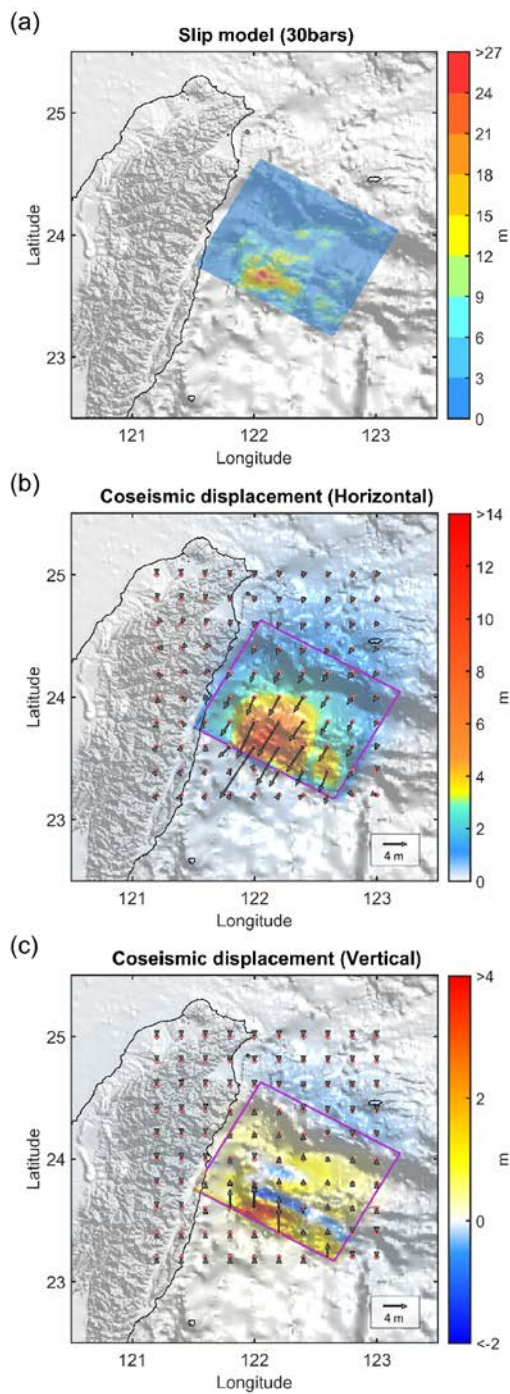 (a)
Slip model (30bars)
Latitude
25
24
23
121
122
123
Longitude
>27
24
21
18
15
12
9
6
3
0
m
(b)
Coseismic displacement (Horizontal)
Latitude
25
24
23
121
122
123
Longitude
4 m
>14
12
10
8
6
4
2
0
m
(c)
Coseismic displacement (Vertical)
Latitude
25
24
23
121
122
123
Longitude
4 m
>4
2
0
<-2
m